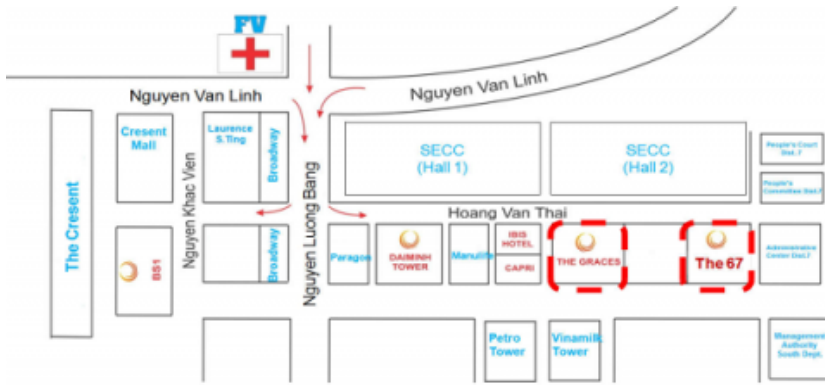 FV
Nguyen Van Linh
Nguyen Van Linh
Cresent
Mall
Laurence
S.Ting
Broadway
SECC
(Hall 1)
SECC
(Hall 2)
People's Court
Dist.7
People's
Committee Dist.7
The Cresent
Nguyen Khac Vien
Nguyen Luong Bang
Hoang Van Thai
BS1
Broadway
Paragon
DAIMINH
TOWER
Manulife
IBIS
HOTEL
CAPRI
THE GRACES
The 67
Administrative
Center Dist.7
Petro
Tower
Vinamilk
Tower
Management
Authority
South Dept.